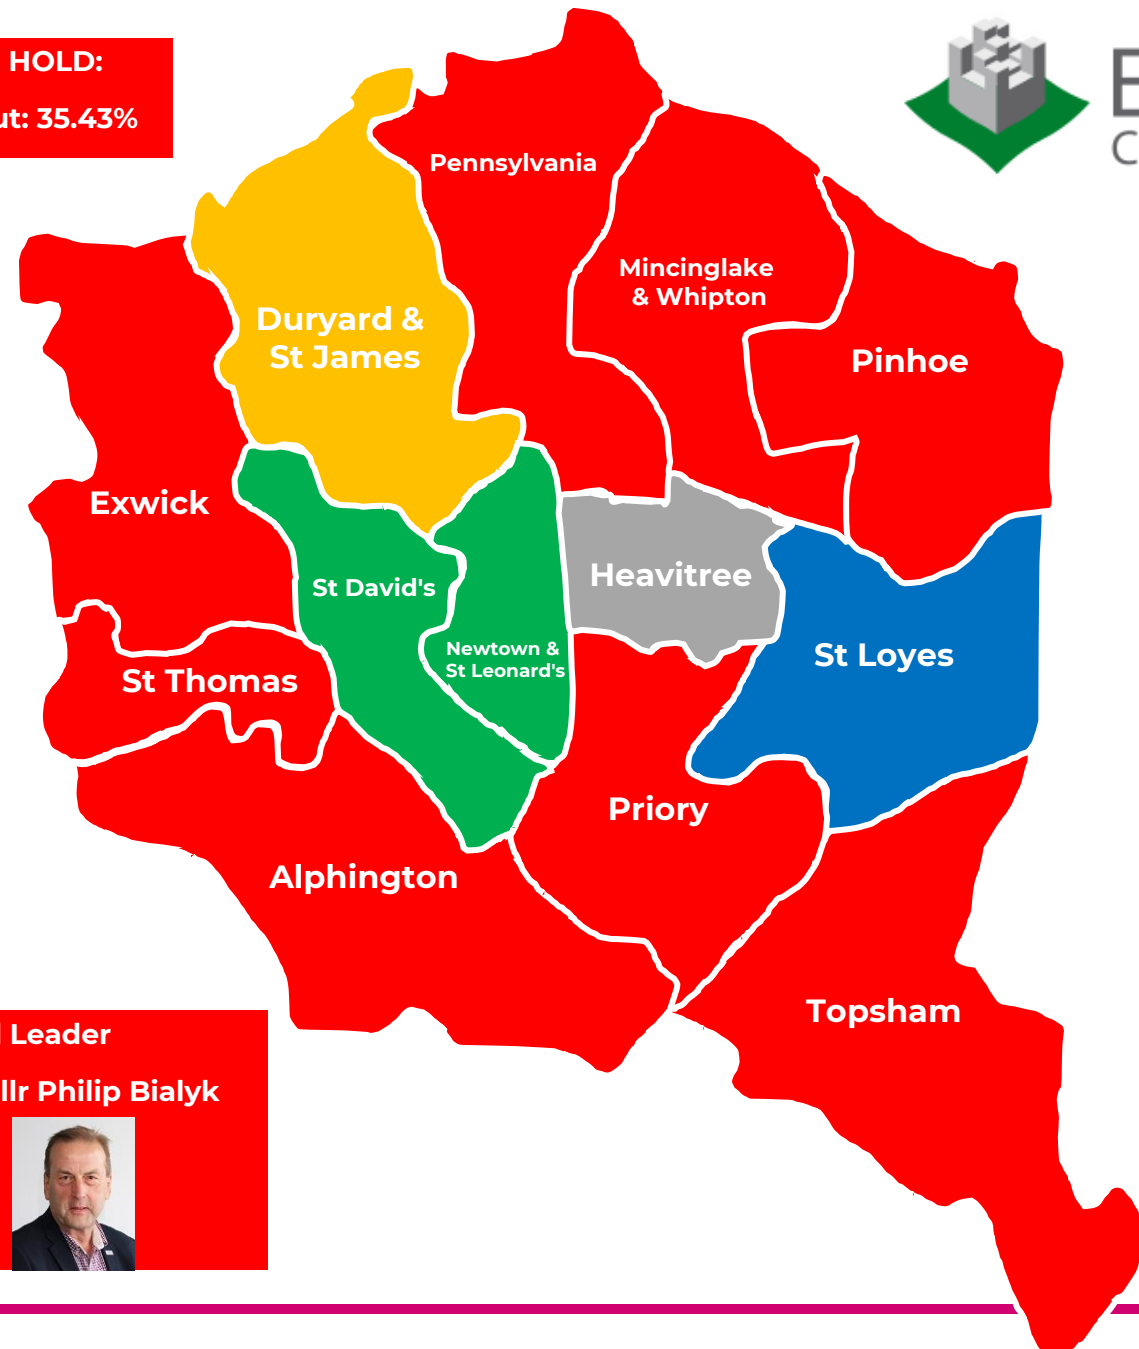 HOLD:
ut: 35.43%
E
C
Pennsylvania
Mincinglake
& Whipton
Duryard &
St James
Pinhoe
Exwick
St David's
Heavitree
Newtown &
St Leonard's
St Loyes
St Thomas
Priory
Alphington
Topsham
Leader
llr Philip Bialyk